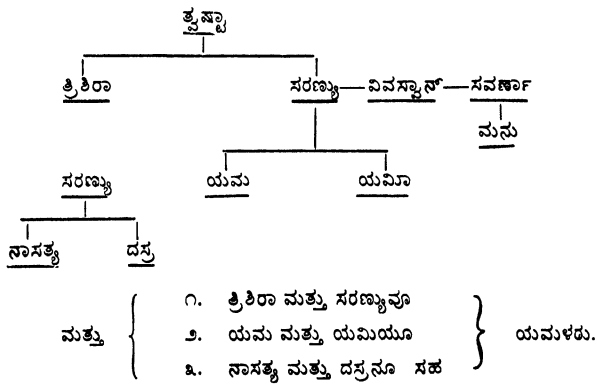 ತ್ವಷ್ಟಾ
ತ್ರಿಶಿರಾ ಸರಣ್ಯು ವಿವಸ್ವಾನ್ ಸವರ್ಣಾ
ಮನು
ಸರಣ್ಯು ಯಮ ಯಮೀ
ನಾಸತ್ಯ ದಸ್ರ
೧. ತ್ರಿಶಿರಾ ಮತ್ತು ಸರಣ್ಯುವೂ
ಮತ್ತು ೨. ಯಮ ಮತ್ತು ಯಮಿಯೂ ಯಮಳರು.
೩. ನಾಸತ್ಯ ಮತ್ತು ದಸ್ರನೂ ಸಹ